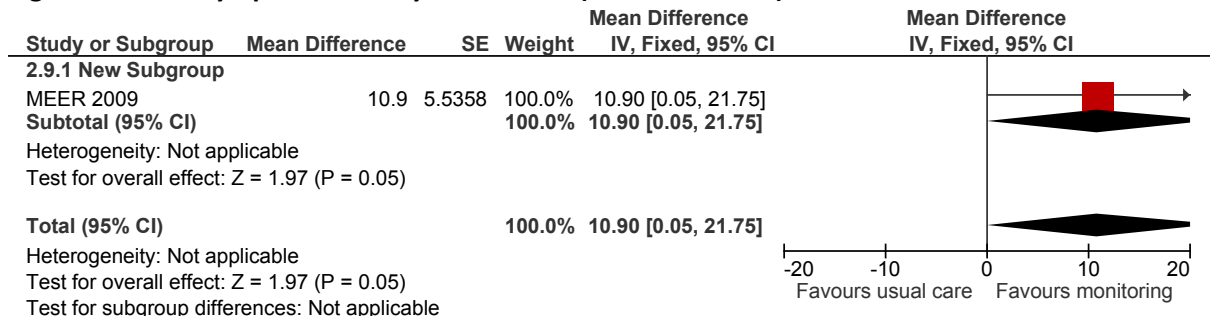 Mean Difference Mean Difference
Study or Subgroup Mean Difference SE Weight IV, Fixed, 95% CI IV, Fixed, 95% CI
2.9.1 New Subgroup
MEER 2009 10.9 5.5358 100.0% 10.90 [0.05, 21.75]
Subtotal (95% CI) 100.0% 10.90 [0.05, 21.75]
Heterogeneity: Not applicable
Test for overall effect: Z = 1.97 (P = 0.05)
Total (95% CI) 100.0% 10.90 [0.05, 21.75]
Heterogeneity: Not applicable
Test for overall effect: Z = 1.97 (P = 0.05)
Test for subgroup differences: Not applicable
-20 -10 0 10 20
Favours usual care Favours monitoring